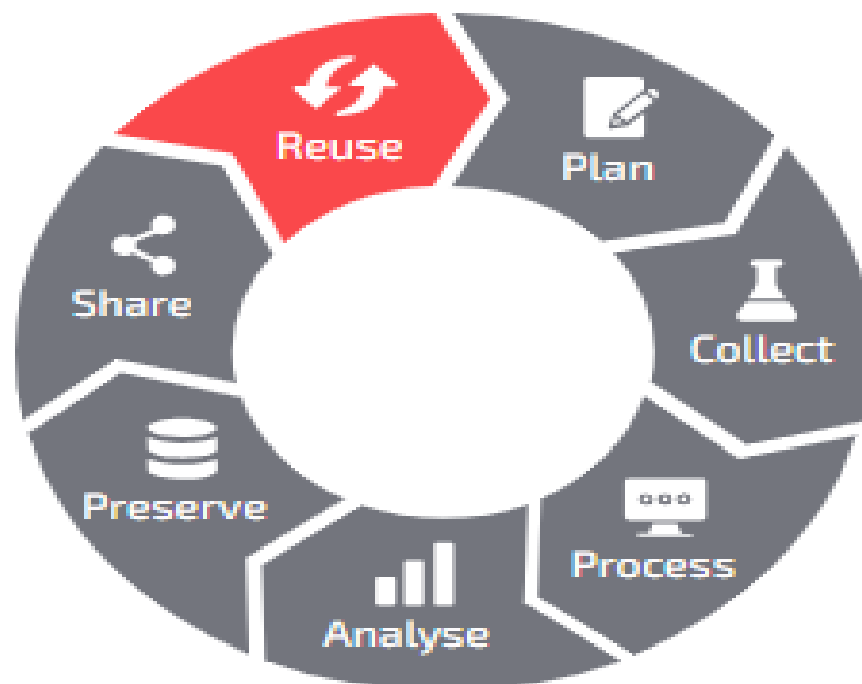 Reuse
Plan
Collect
Process
Analyse
Preserve
Share